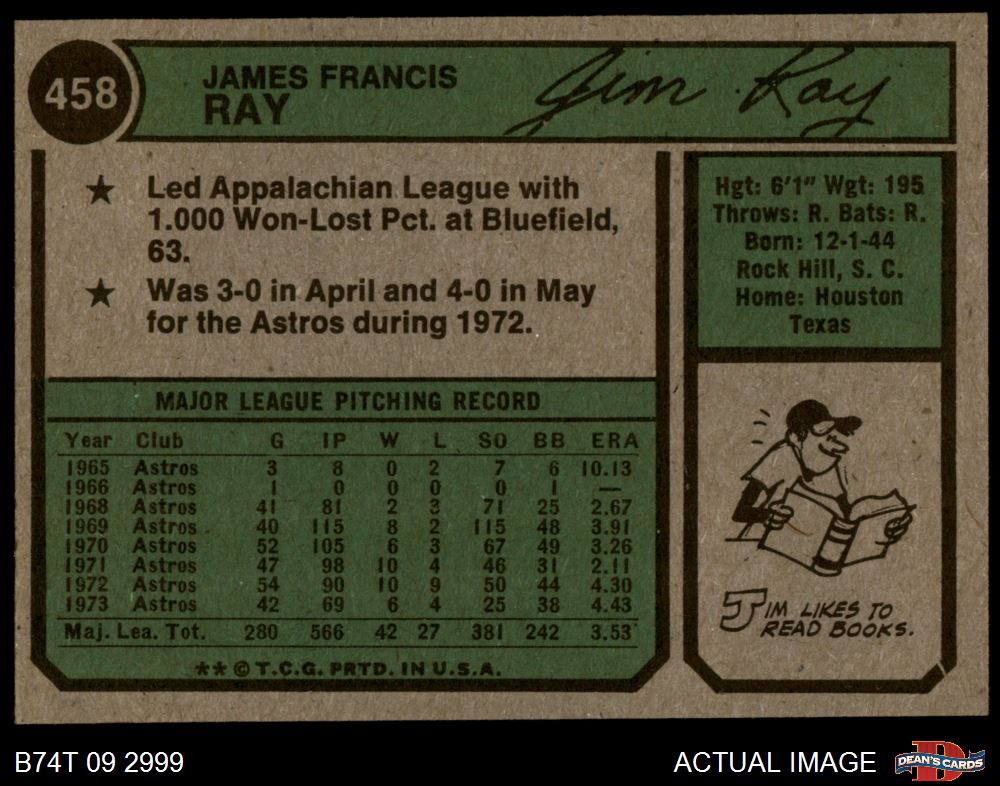 458
JAMES FRANCIS
RAY
Jim Ray
★ Led Appalachian League with
1.000 Won-Lost Pct. at Bluefield,
63.
★ Was 3-0 in April and 4-0 in May
for the Astros during 1972.
Hgt: 6'1" Wgt: 195
Throws: R. Bats: R.
Born: 12-1-44
Rock Hill, S. C.
Home: Houston
Texas
MAJOR LEAGUE PITCHING RECORD
Year Club G IP W L SO BB ERA
1965 Astros 3 8 0 2 7 6 10.13
1966 Astros 1 0 0 0 0 1 —
1968 Astros 41 81 2 3 71 25 2.67
1969 Astros 40 115 8 2 115 48 3.91
1970 Astros 52 105 6 3 67 49 3.26
1971 Astros 47 98 10 4 46 31 2.11
1972 Astros 54 90 10 9 50 44 4.30
1973 Astros 42 69 6 4 25 38 4.43
Maj. Lea. Tot. 280 566 42 27 381 242 3.53
** © T.C.G. PRTD. IN U.S.A.
JIM LIKES TO
READ BOOKS.
B74T 09 2999
ACTUAL IMAGE
D
DEAN'S CARDS